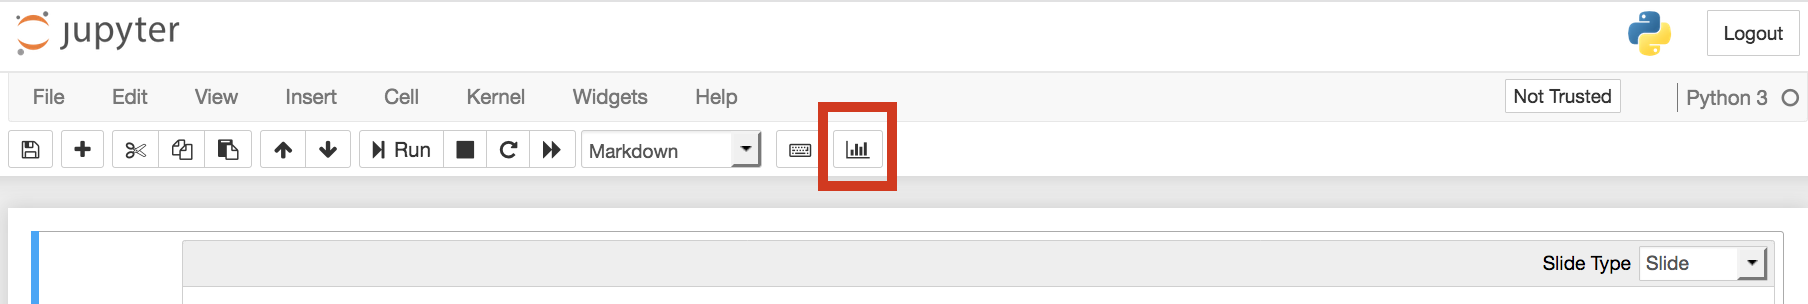 jupyter
Logout
File Edit View Insert Cell Kernel Widgets Help Not Trusted Python 3
Run Markdown
Slide Type Slide